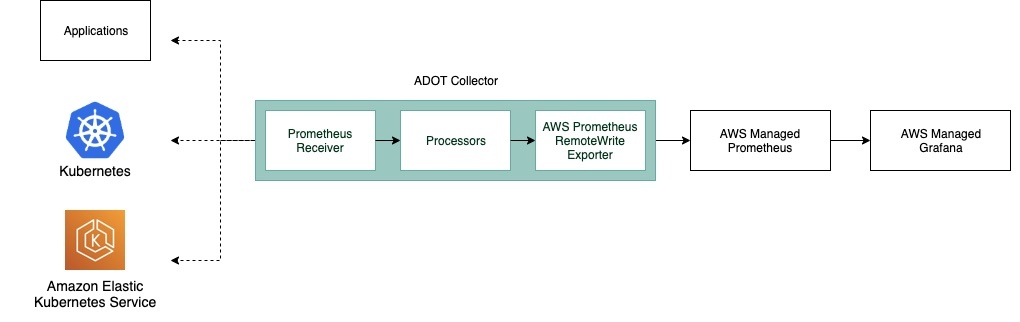 Applications
Kubernetes
K
Amazon Elastic
Kubernetes Service
ADOT Collector
Prometheus
Receiver
Processors
AWS Prometheus
RemoteWrite
Exporter
AWS Managed
Prometheus
AWS Managed
Grafana